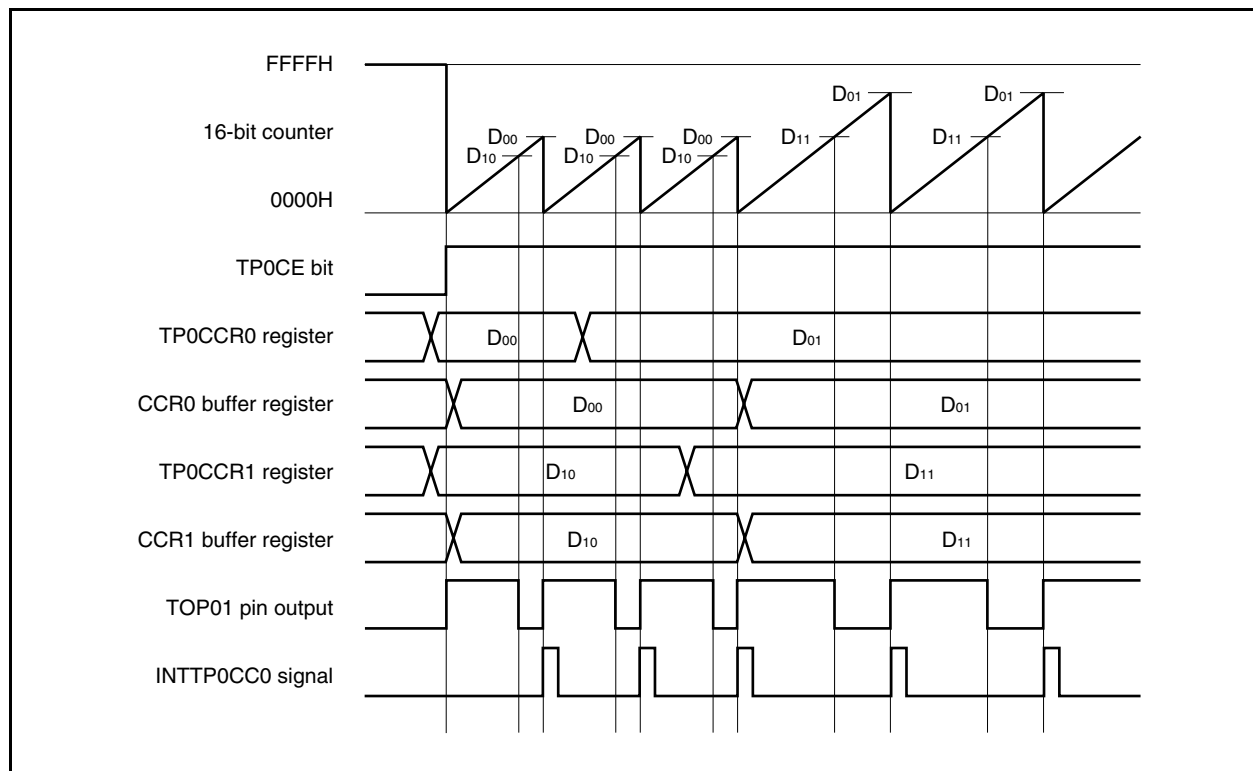 FFFFH
D01 D01
16-bit counter D00 D00 D00 D11 D11
D10 D10 D10
0000H
TP0CE bit
TP0CCR0 register D00 D01
CCR0 buffer register D00 D01
TP0CCR1 register D10 D11
CCR1 buffer register D10 D11
TOP01 pin output
INTTP0CC0 signal